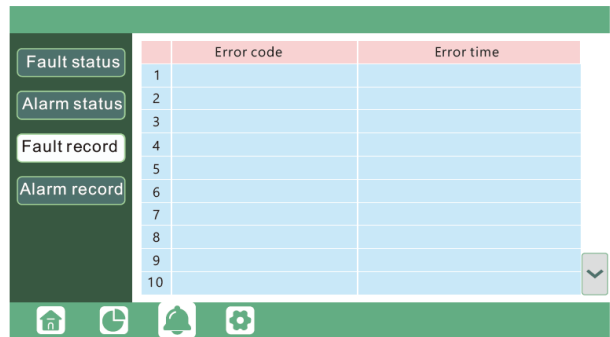 Fault status
Alarm status
Fault record
Alarm record
Error code Error time
1
2
3
4
5
6
7
8
9
10